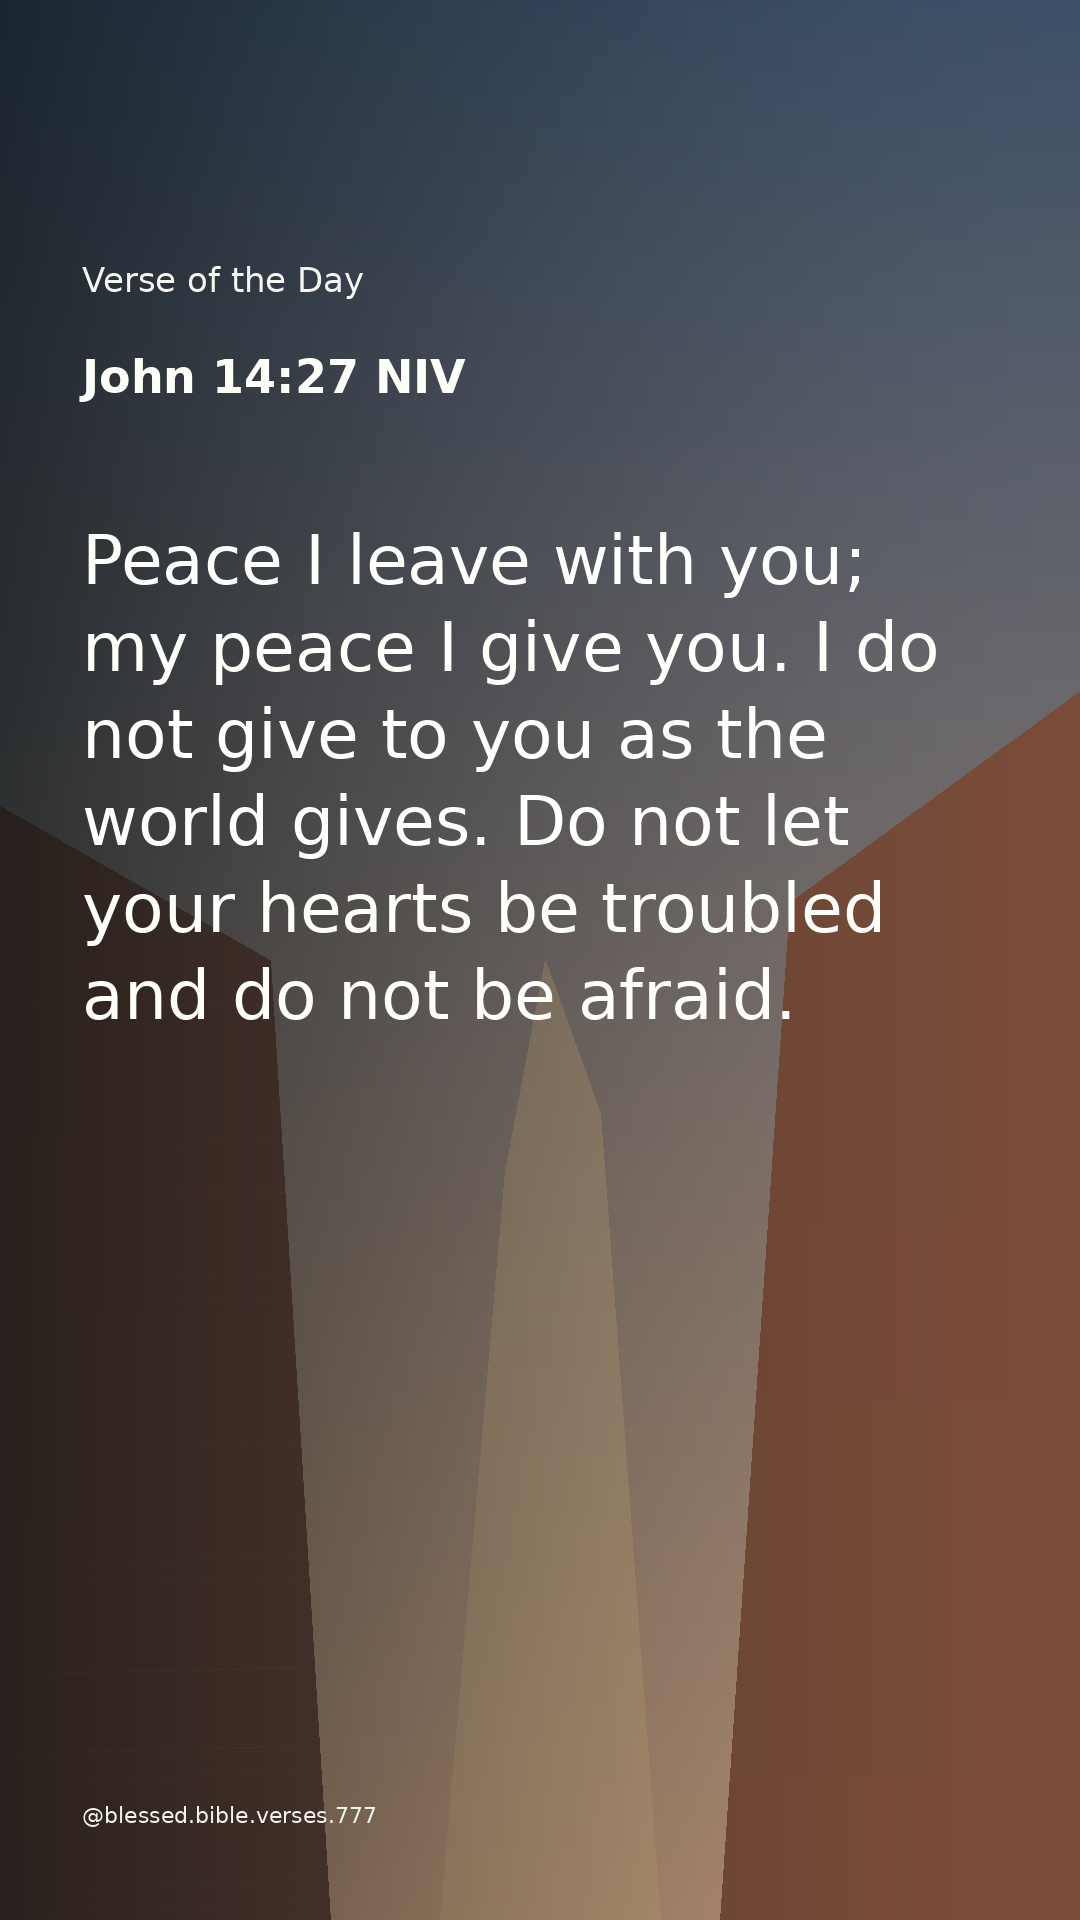 Verse of the Day
John 14:27 NIV
Peace I leave with you;
my peace I give you. I do
not give to you as the
world gives. Do not let
your hearts be troubled
and do not be afraid.
@blessed.bible.verses.777